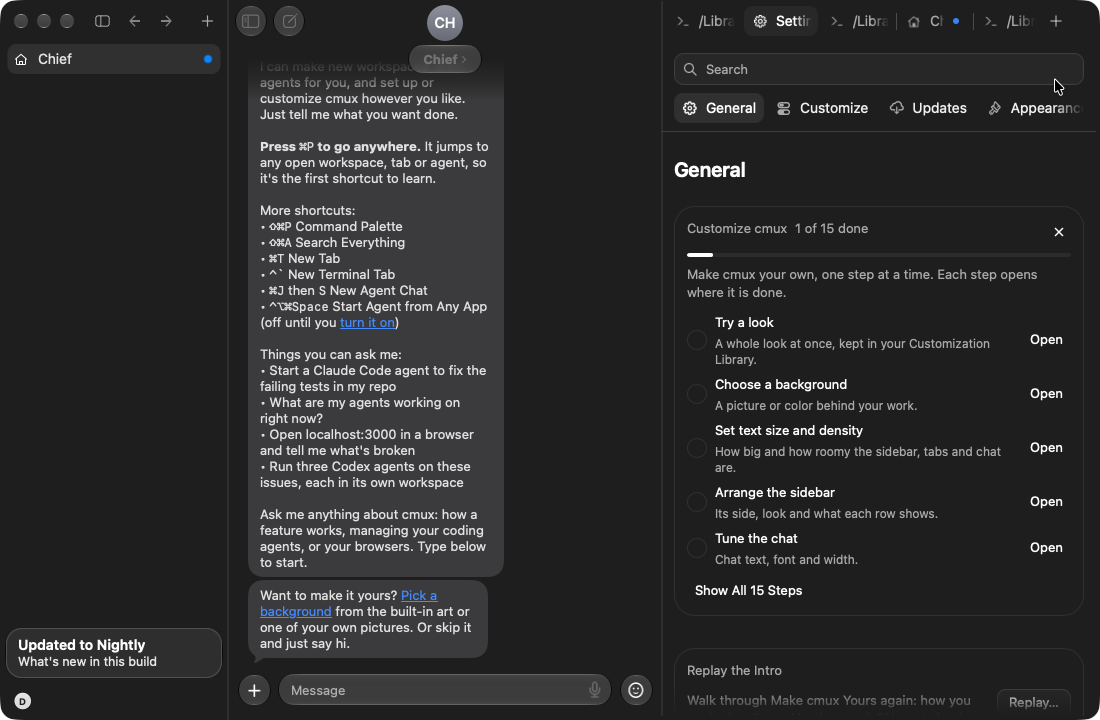 Chief
Updated to Nightly
What's new in this build
D
CH
Chief
I can make new workspac
agents for you, and set up or
customize cmux however you like.
Just tell me what you want done.
Press ⌘P to go anywhere. It jumps to
any open workspace, tab or agent, so
it's the first shortcut to learn.
More shortcuts:
• ⇧⌘P Command Palette
• ⇧⌘A Search Everything
• ⌘T New Tab
• ^` New Terminal Tab
• ⌘J then S New Agent Chat
• ^⌥⌘Space Start Agent from Any App
(off until you turn it on)
Things you can ask me:
• Start a Claude Code agent to fix the
failing tests in my repo
• What are my agents working on
right now?
• Open localhost:3000 in a browser
and tell me what's broken
• Run three Codex agents on these
issues, each in its own workspace
Ask me anything about cmux: how a
feature works, managing your coding
agents, or your browsers. Type below
to start.
Want to make it yours? Pick a
background from the built-in art or
one of your own pictures. Or skip it
and just say hi.
Message
/Libra Settin /Libra Ch /Libr
Search
General Customize Updates Appearanc
General
Customize cmux 1 of 15 done
Make cmux your own, one step at a time. Each step opens
where it is done.
Try a look
A whole look at once, kept in your Customization
Library.
Open
Choose a background
A picture or color behind your work.
Open
Set text size and density
How big and how roomy the sidebar, tabs and chat
are.
Open
Arrange the sidebar
Its side, look and what each row shows.
Open
Tune the chat
Chat text, font and width.
Open
Show All 15 Steps
Replay the Intro
Walk through Make cmux Yours again: how you
Replay...